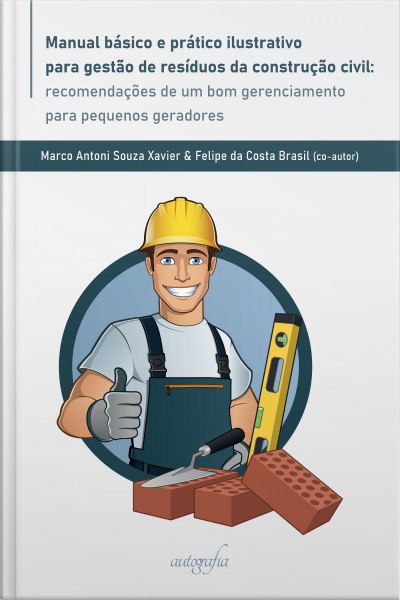 Manual básico e prático ilustrativo
para gestão de resíduos da construção civil:
recomendações de um bom gerenciamento
para pequenos geradores
Marco Antoni Souza Xavier & Felipe da Costa Brasil (co-autor)
autografia